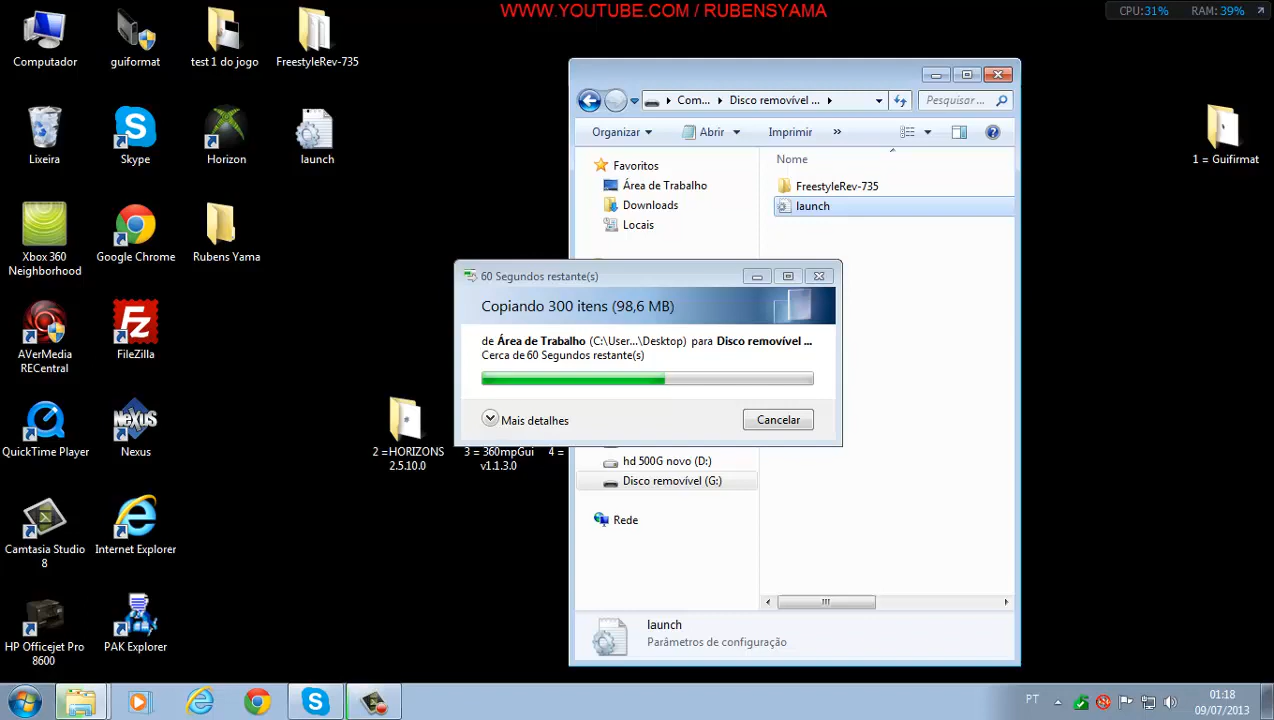 WWW.YOUTUBE.COM / RUBENSYAMA
CPU:31% RAM: 39%
Computador
guiformat
test 1 do jogo
FreestyleRev-735
Lixeira
Skype
Horizon
launch
Xbox 360
Neighborhood
Google Chrome
Rubens Yama
AVerMedia
RECentral
FileZilla
QuickTime Player
Nexus
2 =HORIZONS
2.5.10.0
3 = 360mpGui
v1.1.3.0
4 =
Camtasia Studio
8
Internet Explorer
HP Officejet Pro
8600
PAK Explorer
1 = Guifirmat
Com... Disco removível ...
Pesquisar ...
Organizar Abrir Imprimir »
Favoritos
Área de Trabalho
Downloads
Locais
Nome
FreestyleRev-735
launch
60 Segundos restante(s)
Copiando 300 itens (98,6 MB)
de Área de Trabalho (C:\User...\Desktop) para Disco removível ...
Cerca de 60 Segundos restante(s)
Mais detalhes
Cancelar
hd 500G novo (D:)
Disco removível (G:)
Rede
launch
Parâmetros de configuração
PT
01:18
09/07/2013